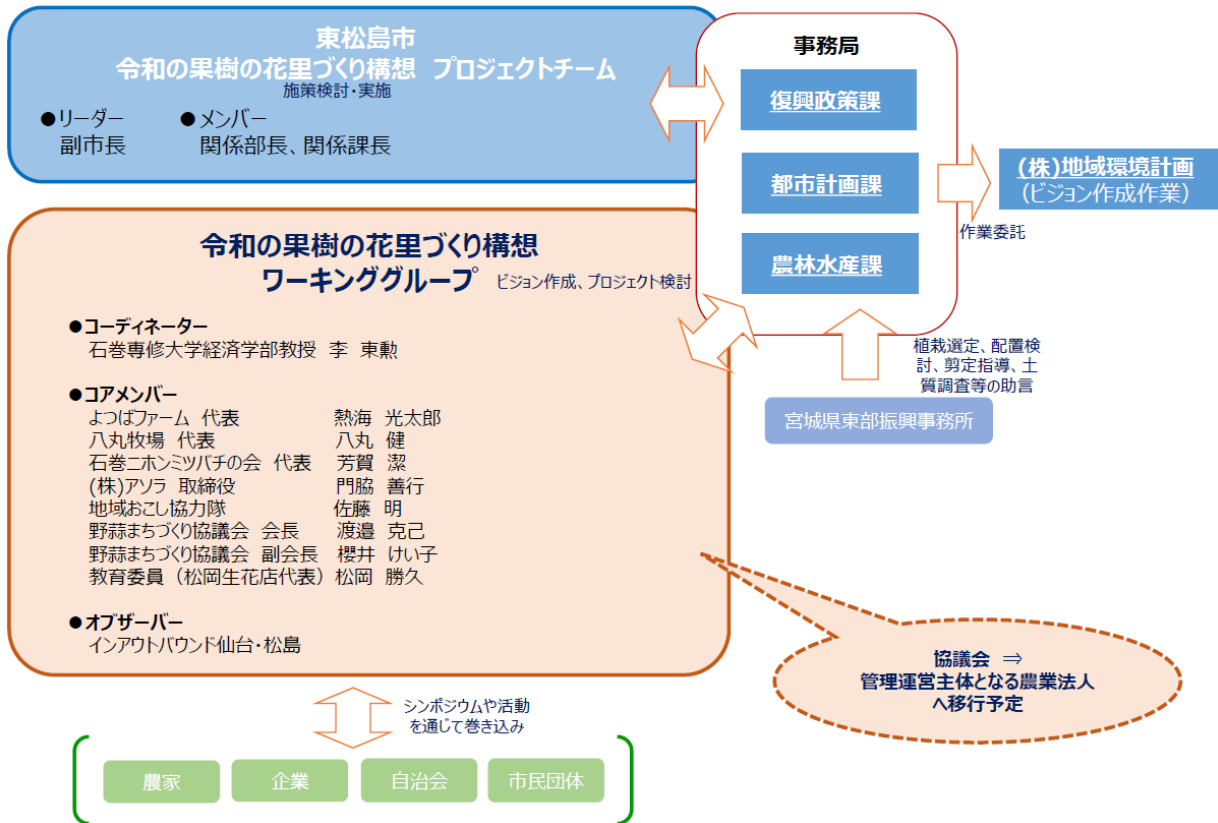 東松島市
令和の果樹の花里づくり構想 プロジェクトチーム
施策検討・実施
●リーダー
副市長
●メンバー
関係部長、関係課長
事務局
復興政策課
都市計画課
農林水産課
(株)地域環境計画
(ビジョン作成作業)
作業委託
植栽選定、配置検
討、剪定指導、土
質調査等の助言
宮城県東部振興事務所
令和の果樹の花里づくり構想
ワーキンググループ ビジョン作成、プロジェクト検討
●コーディネーター
石巻専修大学経済学部教授 李 東勲
●コアメンバー
よつばファーム 代表 熱海 光太郎
八丸牧場 代表 八丸 健
石巻ニホンミツバチの会 代表 芳賀 潔
(株)アソラ 取締役 門脇 善行
地域おこし協力隊 佐藤 明
野蒜まちづくり協議会 会長 渡邉 克己
野蒜まちづくり協議会 副会長 櫻井 けい子
教育委員(松岡生花店代表) 松岡 勝久
●オブザーバー
インアウトバウンド仙台・松島
協議会 ⇒
管理運営主体となる農業法人
へ移行予定
シンポジウムや活動
を通じて巻き込み
農家
企業
自治会
市民団体